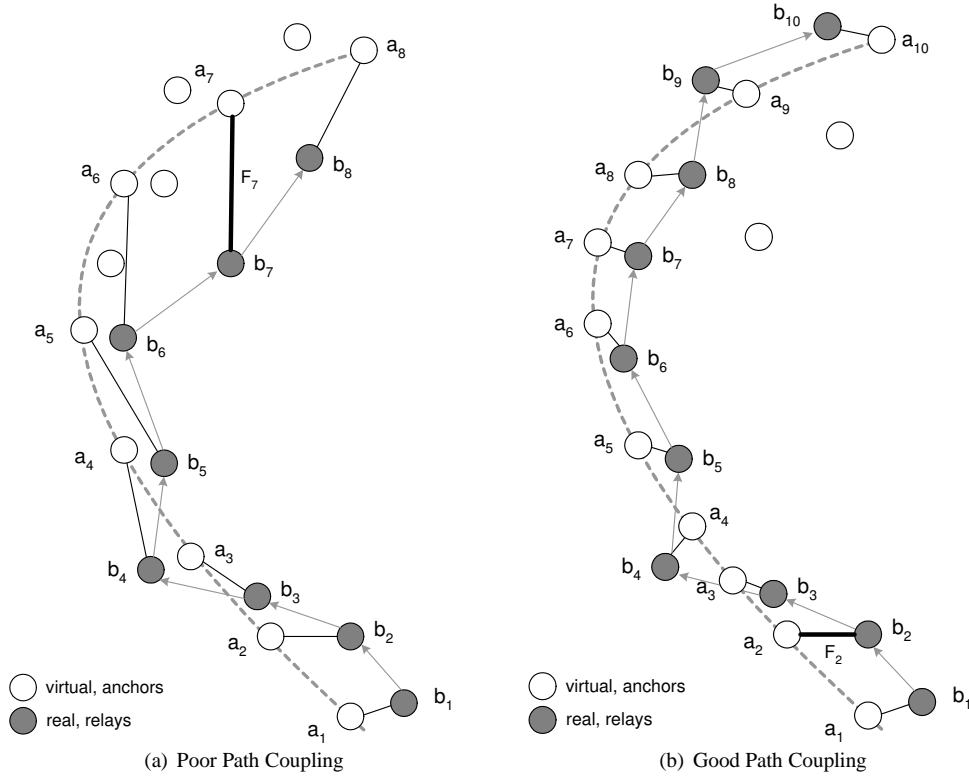 a8
a7
a6
F7
b8
b7
a5
b6
a4
b5
a3
b4
b3
a2
b2
b1
a1
virtual, anchors
real, relays
(a) Poor Path Coupling
b10
a10
b9
a9
a8
b8
a7
b7
a6
b6
a5
b5
a4
b4
a3
b3
a2
F2
b2
b1
a1
virtual, anchors
real, relays
(b) Good Path Coupling